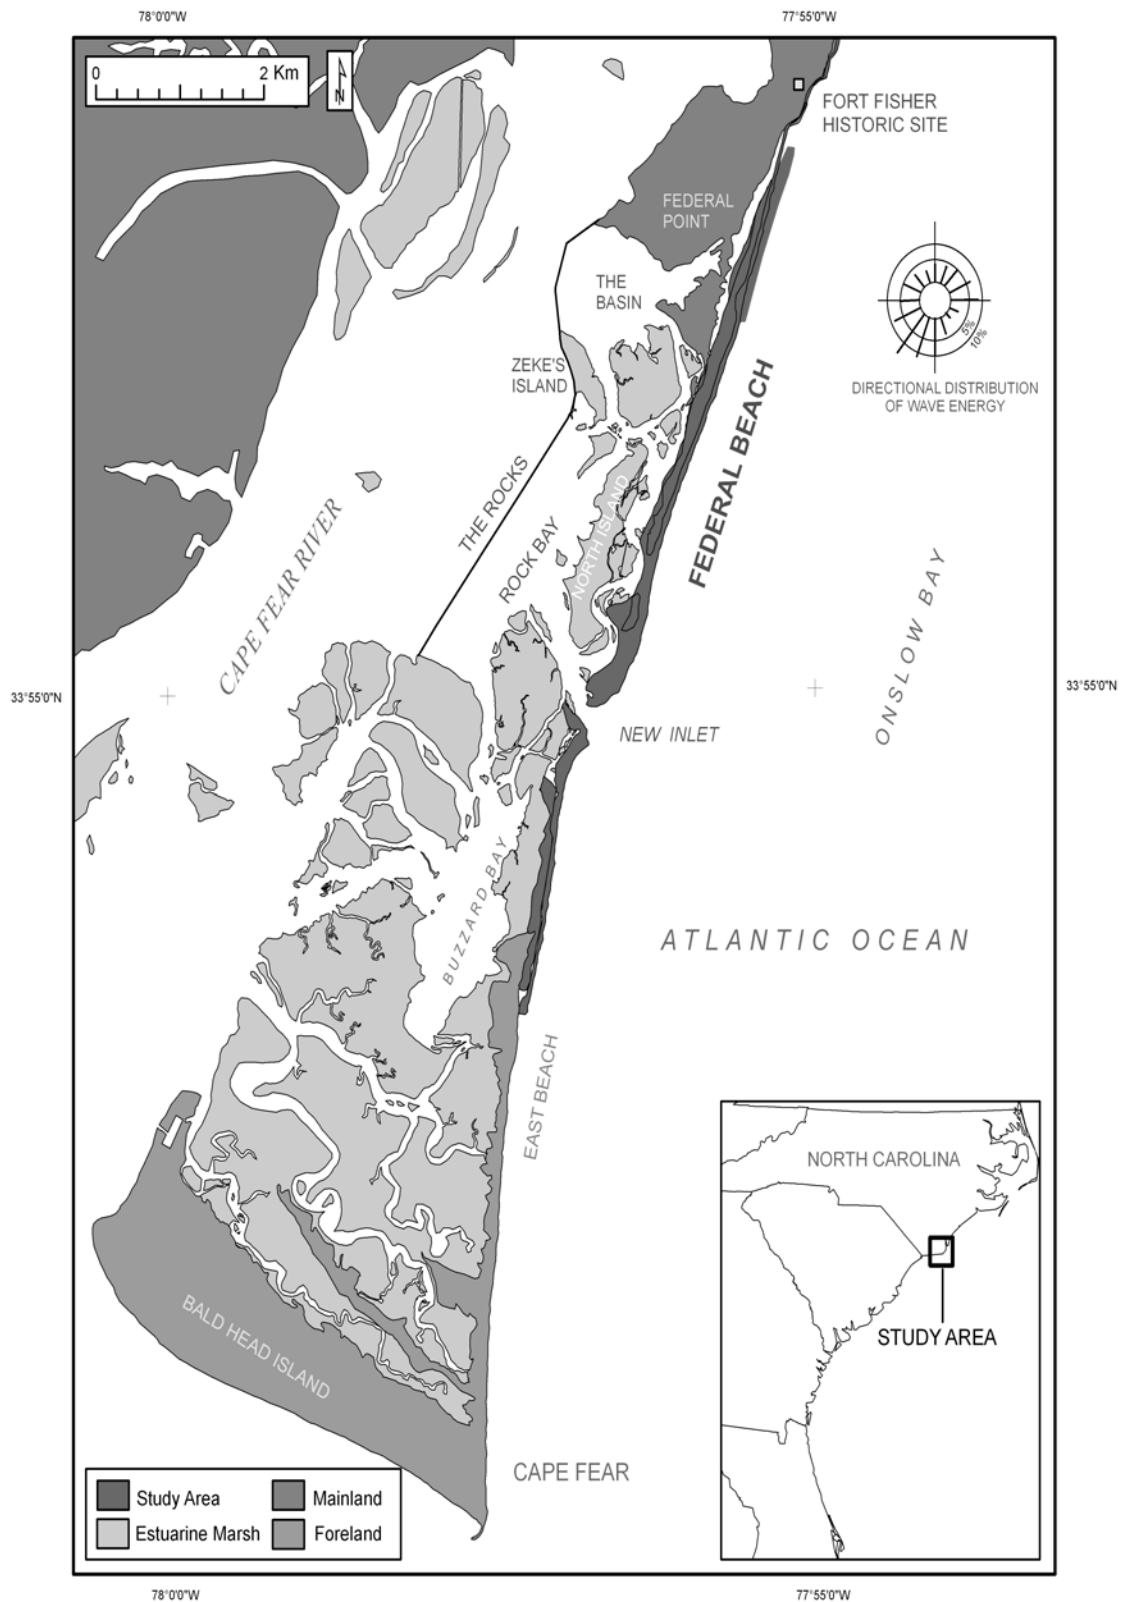 78°0'0"W
77°55'0"W
0 2 Km
N
FORT FISHER
HISTORIC SITE
FEDERAL
POINT
THE
BASIN
5%
10%
DIRECTIONAL DISTRIBUTION
OF WAVE ENERGY
ZEKE'S
ISLAND
FEDERAL BEACH
THE ROCKS
NORTH ISLAND
ROCK BAY
CAPE FEAR RIVER
ONSLOW BAY
33°55'0"N
33°55'0"N
NEW INLET
BUZZARD BAY
ATLANTIC OCEAN
EAST BEACH
NORTH CAROLINA
STUDY AREA
BALD HEAD ISLAND
CAPE FEAR
Study Area
Mainland
Estuarine Marsh
Foreland
78°0'0"W
77°55'0"W